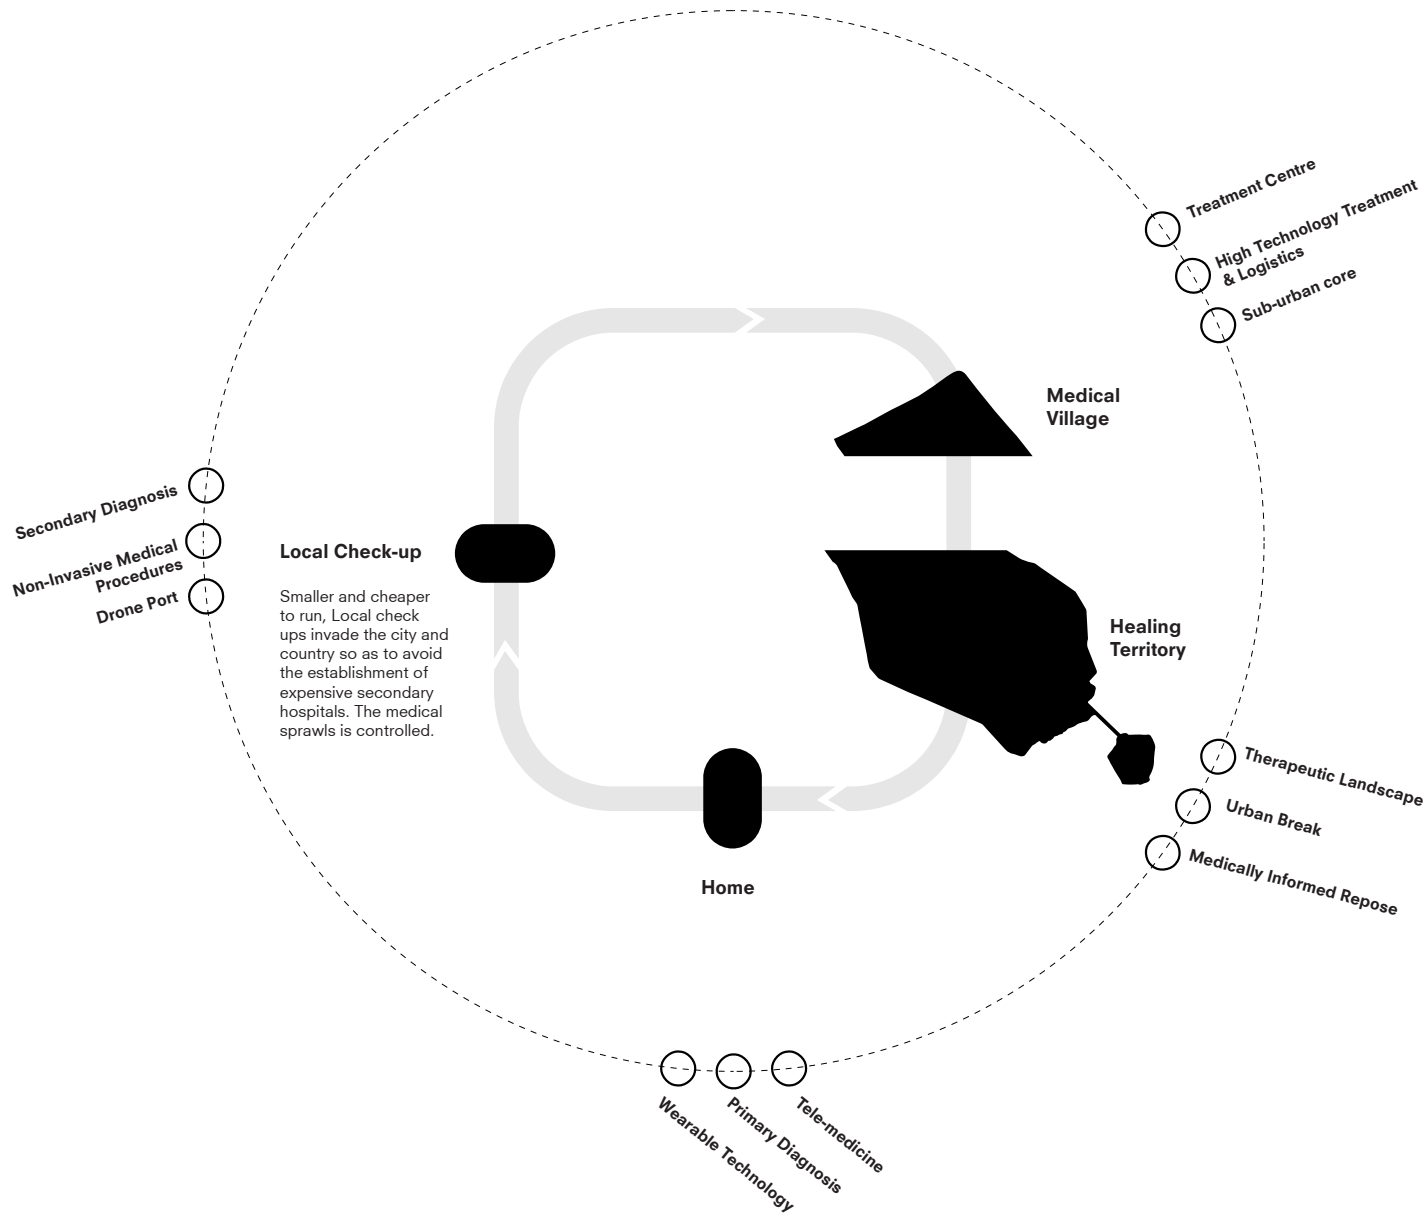 Treatment Centre
High Technology Treatment
& Logistics
Sub-urban core
Medical
Village
Secondary Diagnosis
Non-Invasive Medical
Procedures
Drone Port
Local Check-up
Smaller and cheaper
to run, Local check
ups invade the city and
country so as to avoid
the establishment of
expensive secondary
hospitals. The medical
sprawls is controlled.
Healing
Territory
Therapeutic Landscape
Urban Break
Medically Informed Repose
Home
Wearable Technology
Primary Diagnosis
Tele-medicine